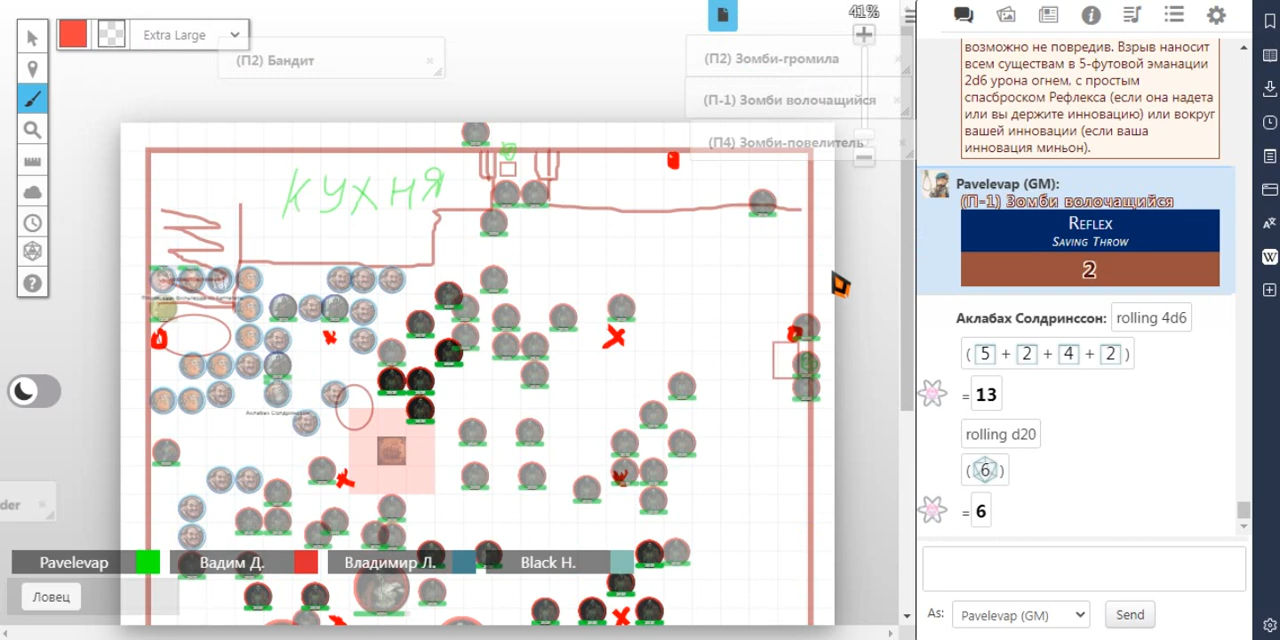 Extra Large
41%
(П2) Бандит
(П2) Зомби-громила
(П-1) Зомби волочащийся
(П4) Зомби-повелитель
КУХНЯ
Аклабах Солдринссон
der
Pavelevap
Вадим Д.
Владимир Л.
Black H.
Ловец
возможно не повредив. Взрыв наносит
всем существам в 5-футовой эманации
2d6 урона огнем, с простым
спасброском Рефлекса (если она надета
или вы держите инновацию) или вокруг
вашей инновации (если ваша
инновация миньон).
Pavelevap (GM):
(П-1) Зомби волочащийся
REFLEX
SAVING THROW
2
Аклабах Солдринссон: rolling 4d6
(5+2+4+2)
=13
rolling d20
(6)
=6
As: Pavelevap (GM) Send